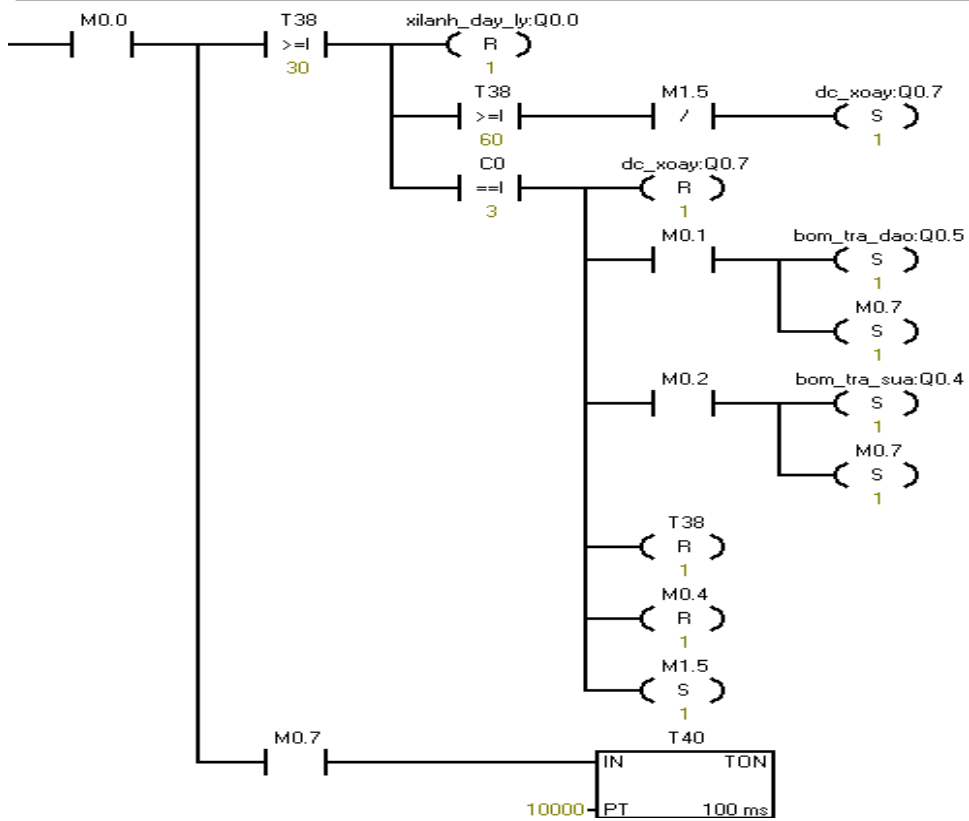 M0.0 T38 xilanh_day_ly:Q0.0
>=I R
30 1
T38 M1.5 dc_xoay:Q0.7
>=I / S
60 1
C0 dc_xoay:Q0.7
==I R
3 1
M0.1 bom_tra_dao:Q0.5
S
1
M0.7
S
1
M0.2 bom_tra_sua:Q0.4
S
1
M0.7
S
1
T38
R
1
M0.4
R
1
M1.5
S
1
M0.7 T40
IN TON
10000 PT 100 ms